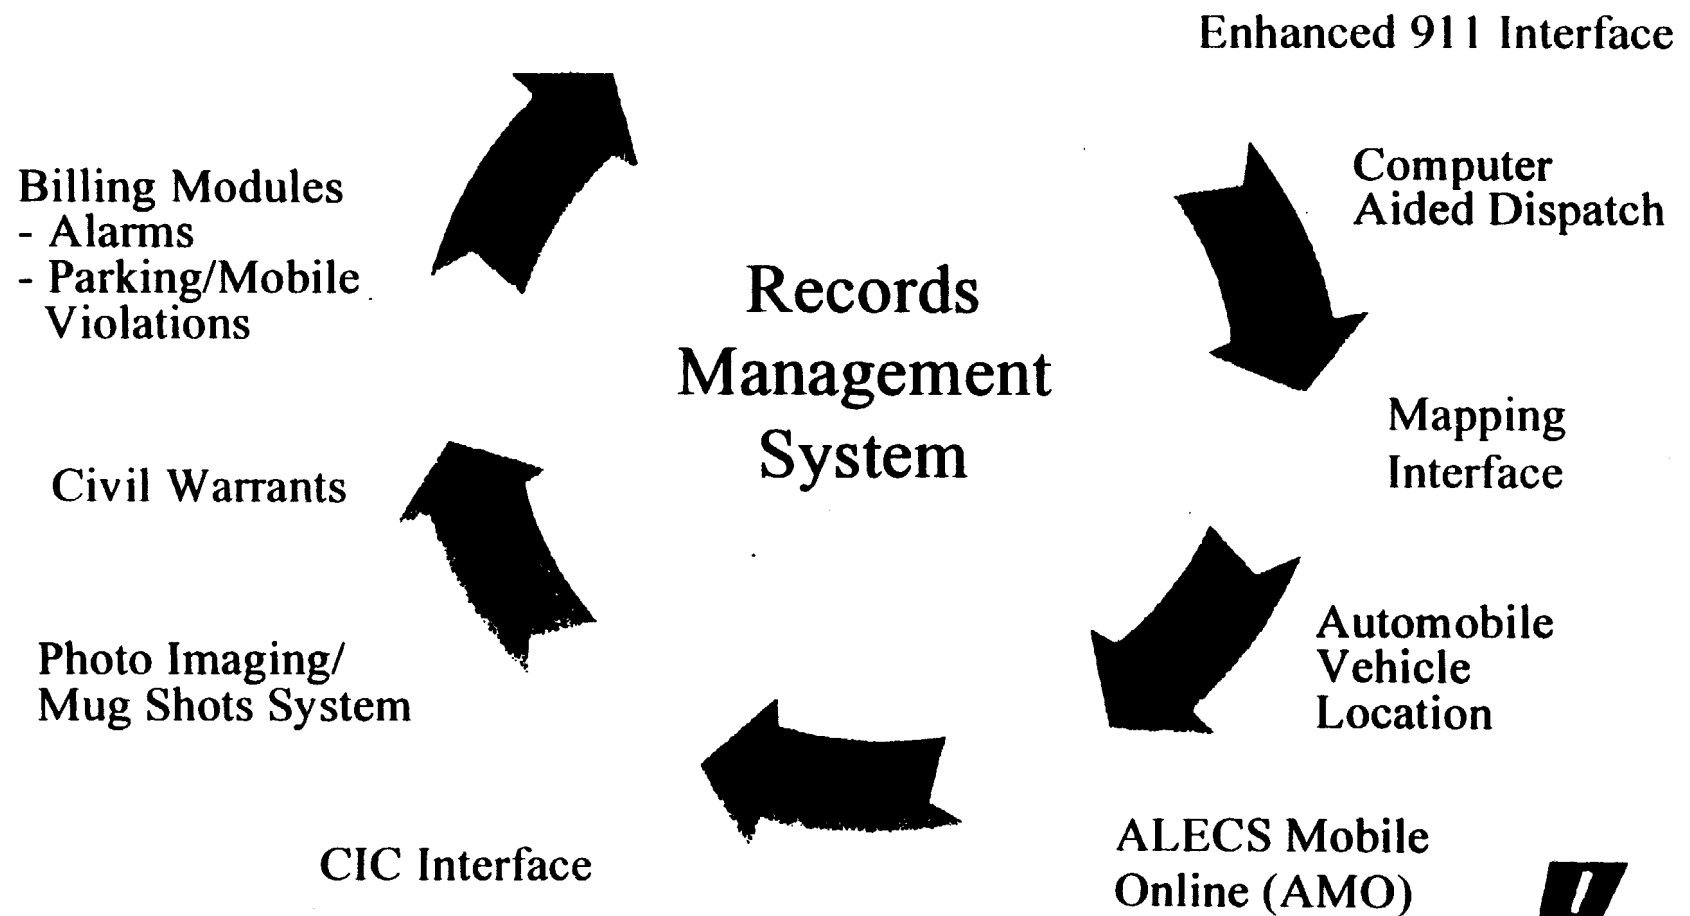 Enhanced 911 Interface
Computer
Aided Dispatch
Billing Modules
- Alarms
- Parking/Mobile
Violations
Records
Management
System
Mapping
Interface
Civil Warrants
Automobile
Vehicle
Location
Photo Imaging/
Mug Shots System
ALECS Mobile
Online (AMO)
CIC Interface